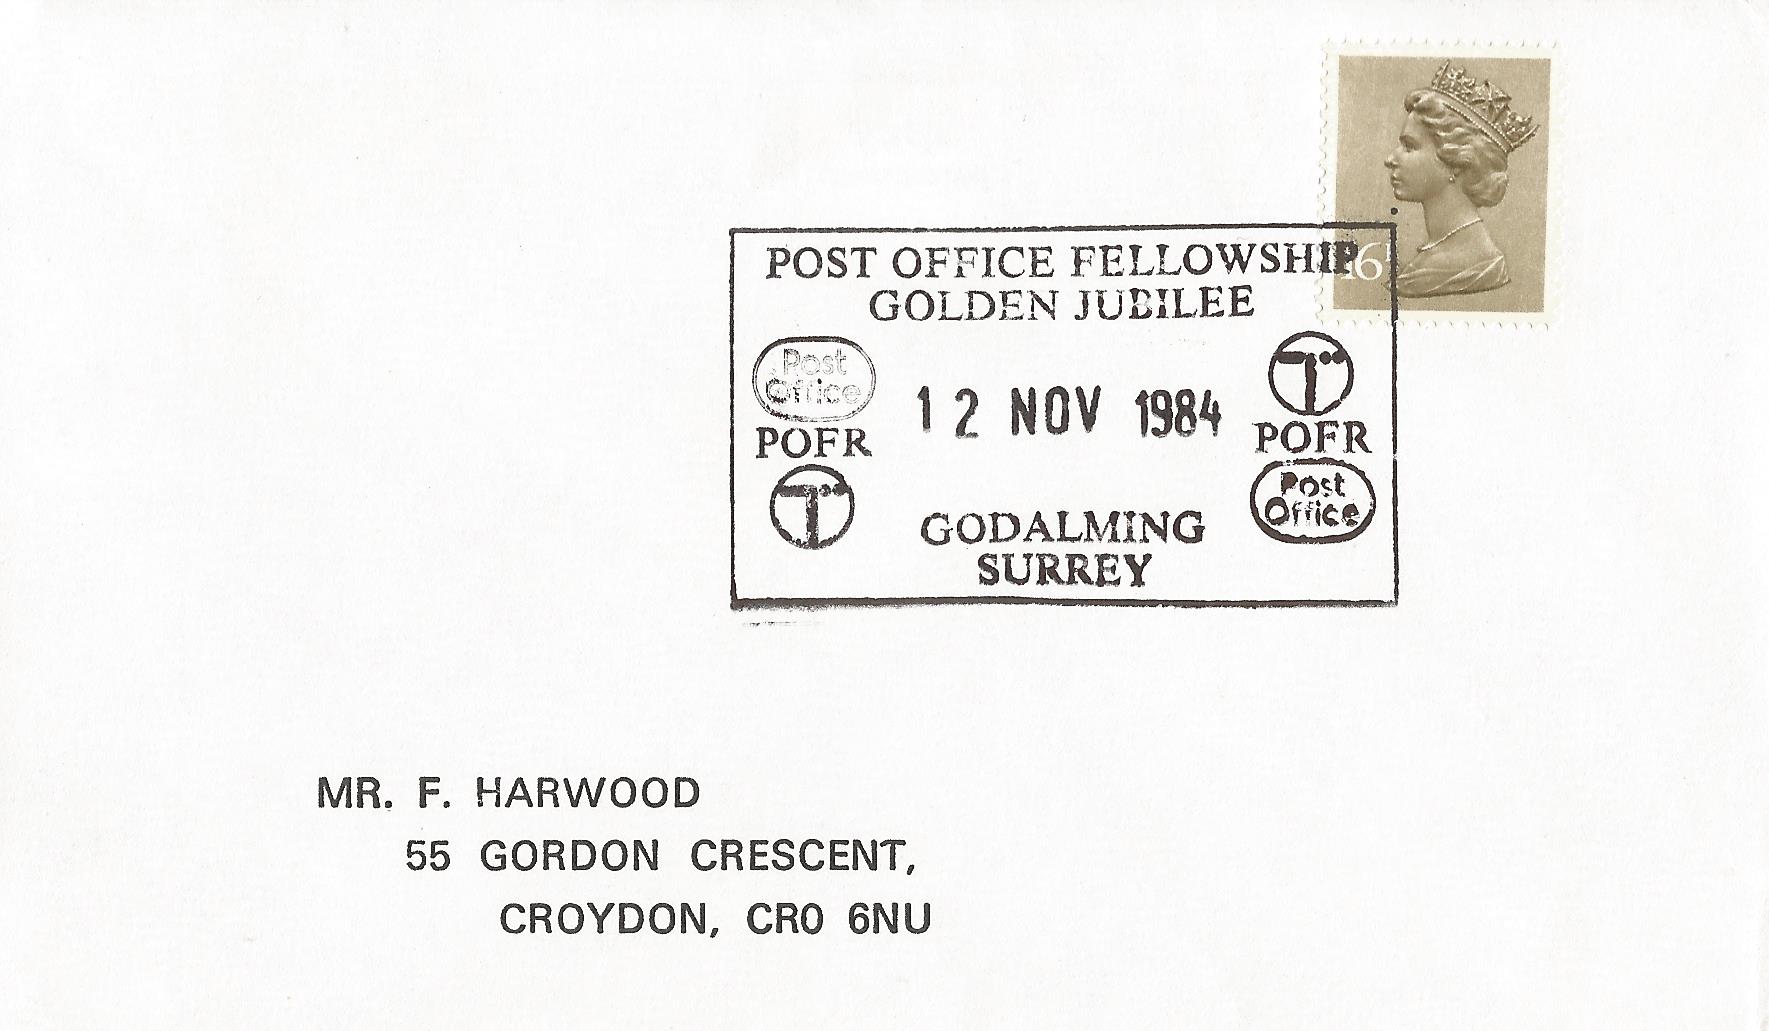 16P
POST OFFICE FELLOWSHIP
GOLDEN JUBILEE
Post
Office
POFR
T
12 NOV 1984
T
POFR
Post
Office
GODALMING
SURREY
MR. F. HARWOOD
55 GORDON CRESCENT,
CROYDON, CR0 6NU